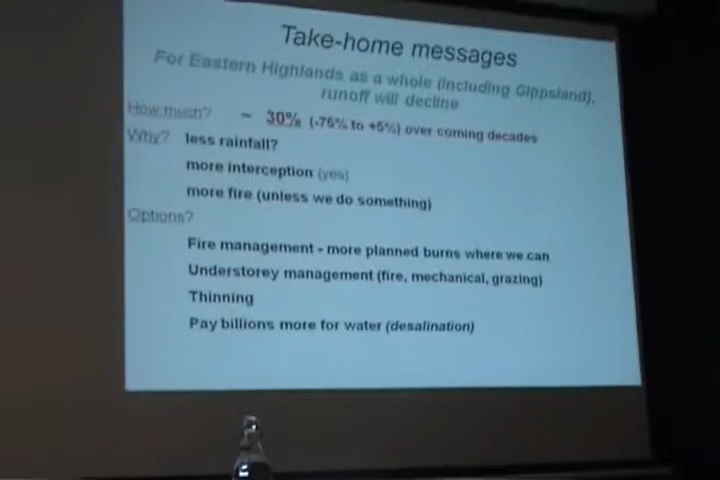 Take-home messages
For Eastern Highlands as a whole (including Gippsland),
runoff will decline
How much? – 30% (-75% to +5%) over coming decades
Why? less rainfall?
more interception (yes)
more fire (unless we do something)
Options?
Fire management - more planned burns where we can
Understorey management (fire, mechanical, grazing)
Thinning
Pay billions more for water (desalination)